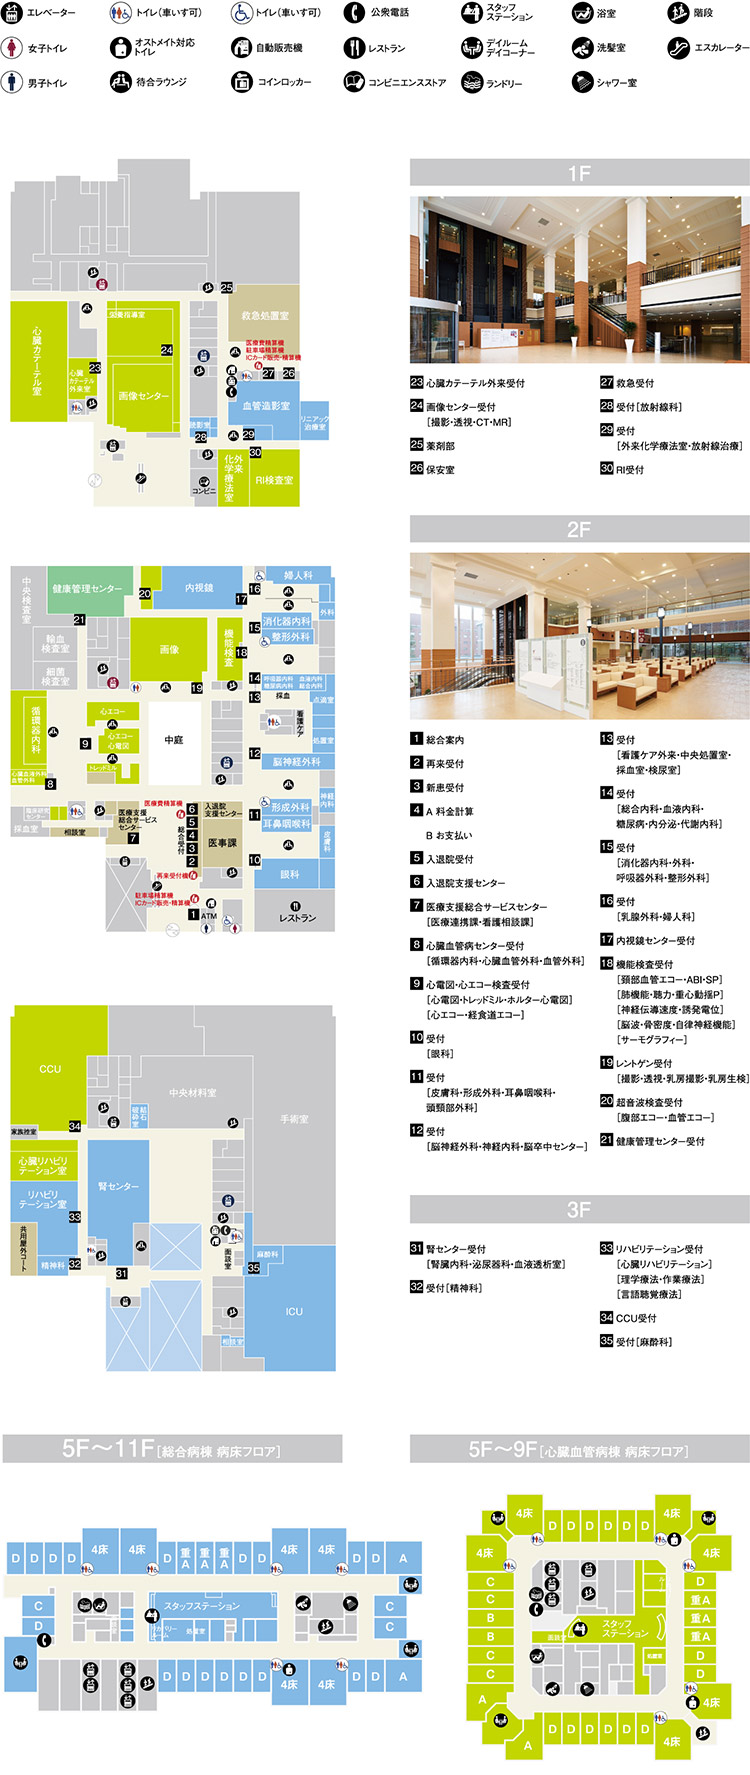 エレベーター
トイレ(車いす可)
トイレ(車いす可)
公衆電話
スタッフ
ステーション
浴室
階段
女子トイレ
オストメイト対応
トイレ
自動販売機
レストラン
デイルーム
デイコーナー
洗髪室
エスカレーター
男子トイレ
待合ラウンジ
コインロッカー
コンビニエンスストア
ランドリー
シャワー室
1F
23 心臓カテーテル外来受付
24 画像センター受付
[撮影・透視・CT・MR]
25 薬剤部
26 保安室
27 救急受付
28 受付[放射線科]
29 受付
[外来化学療法室・放射線治療]
30 RI受付
25
栄養指導室
救急処置室
心臓カテーテル室
医療費精算機
駐車場精算機
ICカード販売・精算機
24
23
心臓
カテーテル
外来室
27
26
画像センター
血管造影室
リニアック
治療室
28
29
30
コンビニ
外来
化学療法室
RI検査室
2F
1 総合案内
2 再来受付
3 新患受付
4 A 料金計算
B お支払い
5 入退院受付
6 入退院支援センター
7 医療支援総合サービスセンター
[医療連携課・看護相談課]
8 心臓血管病センター受付
[循環器内科・心臓血管外科・血管外科]
9 心電図・心エコー検査受付
[心電図・トレッドミル・ホルター心電図]
[心エコー・経食道エコー]
10 受付
[眼科]
11 受付
[皮膚科・形成外科・耳鼻咽喉科・
頭頸部外科]
12 受付
[脳神経外科・神経内科・脳卒中センター]
13 受付
[看護ケア外来・中央処置室・
採血室・検尿室]
14 受付
[総合内科・血液内科・
糖尿病・内分泌・代謝内科]
15 受付
[消化器内科・外科・
呼吸器外科・整形外科]
16 受付
[乳腺外科・婦人科]
17 内視鏡センター受付
18 機能検査受付
[頚部血管エコー・ABI・SP]
[肺機能・聴力・重心動揺P]
[神経伝導速度・誘発電位]
[脳波・骨密度・自律神経機能]
[サーモグラフィー]
19 レントゲン受付
[撮影・透視・乳房撮影・乳房生検]
20 超音波検査受付
[腹部エコー・血管エコー]
21 健康管理センター受付
中央検査室
健康管理センター
20
内視鏡
17
16
婦人科
外科
21
輸血
検査室
画像
機能検査
18
15
消化器内科
整形外科
細菌
検査室
19
14
呼吸器内科
血液内科
糖尿病内科
総合内科
13
採血
点滴室
循環器内科
心エコー
9
心エコー
心電図
中庭
看護ケア
処置室
トレッドミル
12
脳神経外科
8
心臓血液外科
血管外科
神経内科
医療費精算機
採血室
相談室
医療支援
総合サービス
センター
7
6
5
4
3
2
総合受付
入退院
支援センター
医事課
11
形成外科
耳鼻咽喉科
皮膚科
10
眼科
再来受付機
駐車場精算機
ICカード販売・精算機
1
ATM
レストラン
3F
31 腎センター受付
[腎臓内科・泌尿器科・血液透析室]
32 受付[精神科]
33 リハビリテーション受付
[心臓リハビリテーション]
[理学療法・作業療法]
[言語聴覚療法]
34 CCU受付
35 受付[麻酔科]
CCU
中央材料室
手術室
結石
破砕室
34
家族控室
心臓リハビリ
テーション室
腎センター
リハビリ
テーション室
33
共用屋外コート
精神科
32
31
面談室
麻酔科
35
ICU
相談室
5F〜11F[総合病棟 病床フロア]
D D D D 4床 4床 D 重A 重A 重A D D 4床 4床 D D A
C
D
スタッフステーション
リカバリールーム
処置室
C C
D D D D D D 4床 4床 D D A
5F〜9F[心臓血管病棟 病床フロア]
4床 D D D D D D 4床
4床
4床
C
C
B
B
C
C
A
スタッフ
ステーション
面談室
処置室
D
重A
重A
重A
D
D
4床
A D D D D D D 4床